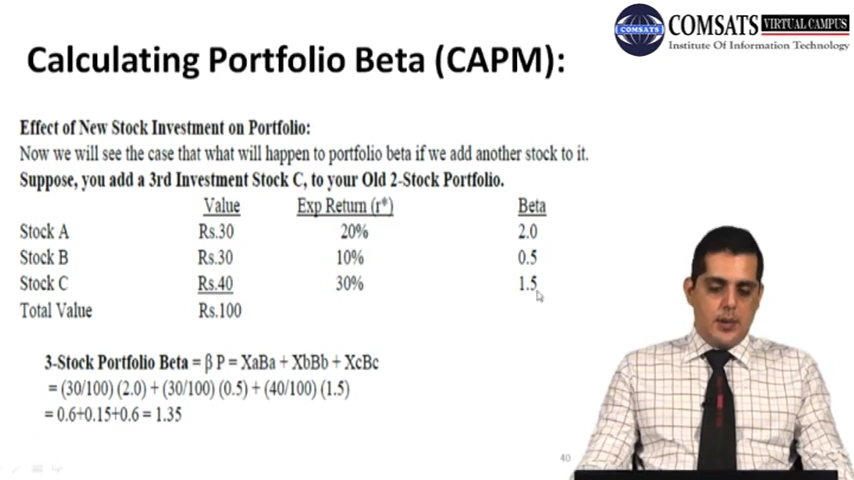 COMSATS VIRTUAL CAMPUS
Institute Of Information Technology
COMSATS
Calculating Portfolio Beta (CAPM):
Effect of New Stock Investment on Portfolio:
Now we will see the case that what will happen to portfolio beta if we add another stock to it.
Suppose, you add a 3rd Investment Stock C, to your Old 2-Stock Portfolio.
Value Exp Return (r*) Beta
Stock A Rs.30 20% 2.0
Stock B Rs.30 10% 0.5
Stock C Rs.40 30% 1.5
Total Value Rs.100
3-Stock Portfolio Beta = β P = XaBa + XbBb + XcBc
= (30/100) (2.0) + (30/100) (0.5) + (40/100) (1.5)
= 0.6+0.15+0.6 = 1.35
40